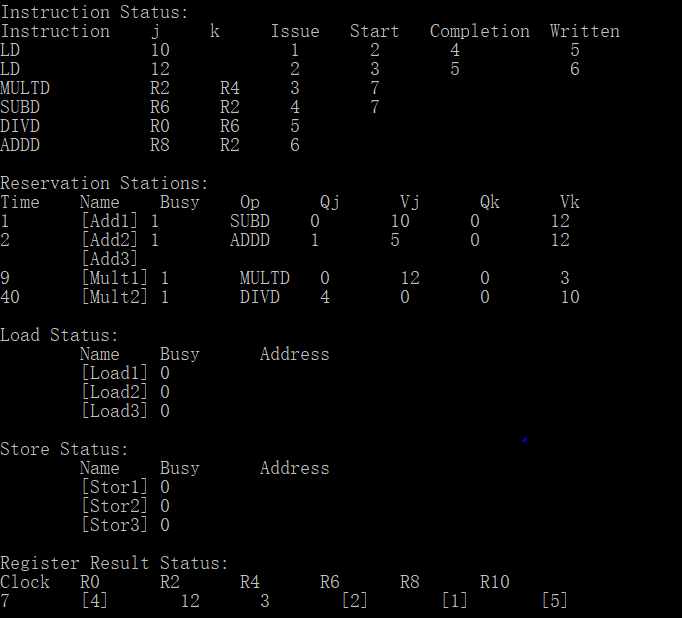 Instruction Status:
Instruction j k Issue Start Completion Written
LD 10 1 2 4 5
LD 12 2 3 5 6
MULTD R2 R4 3 7
SUBD R6 R2 4 7
DIVD R0 R6 5
ADDD R8 R2 6
Reservation Stations:
Time Name Busy Op Qj Vj Qk Vk
1 [Add1] 1 SUBD 0 10 0 12
2 [Add2] 1 ADDD 1 5 0 12
[Add3]
9 [Mult1] 1 MULTD 0 12 0 3
40 [Mult2] 1 DIVD 4 0 0 10
Load Status:
Name Busy Address
[Load1] 0
[Load2] 0
[Load3] 0
Store Status:
Name Busy Address
[Stor1] 0
[Stor2] 0
[Stor3] 0
Register Result Status:
Clock R0 R2 R4 R6 R8 R10
7 [4] 12 3 [2] [1] [5]